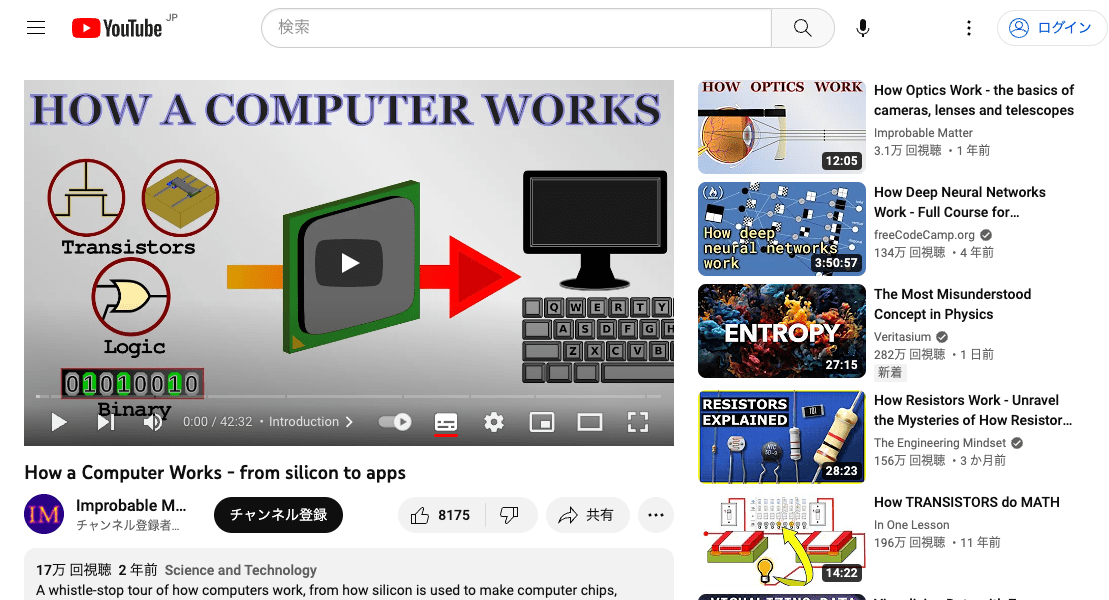 YouTube JP
検索
ログイン
HOW A COMPUTER WORKS
Transistors
Logic
01010010
Binary
Q W E R T Y
A S D F G H
Z X C V B
0:00 / 42:32 • Introduction
How a Computer Works - from silicon to apps
IM
Improbable M...
チャンネル登録者...
チャンネル登録
8175
共有
17万 回視聴 2 年前 Science and Technology
A whistle-stop tour of how computers work, from how silicon is used to make computer chips,
HOW OPTICS WORK
12:05
How Optics Work - the basics of
cameras, lenses and telescopes
Improbable Matter
3.1万 回視聴 • 1 年前
How deep
neural networks
work
3:50:57
How Deep Neural Networks
Work - Full Course for...
freeCodeCamp.org
134万 回視聴 • 4 年前
ENTROPY
27:15
The Most Misunderstood
Concept in Physics
Veritasium
282万 回視聴 • 1 日前
新着
RESISTORS
EXPLAINED
28:23
How Resistors Work - Unravel
the Mysteries of How Resistor...
The Engineering Mindset
156万 回視聴 • 3 か月前
14:22
How TRANSISTORS do MATH
In One Lesson
196万 回視聴 • 11 年前